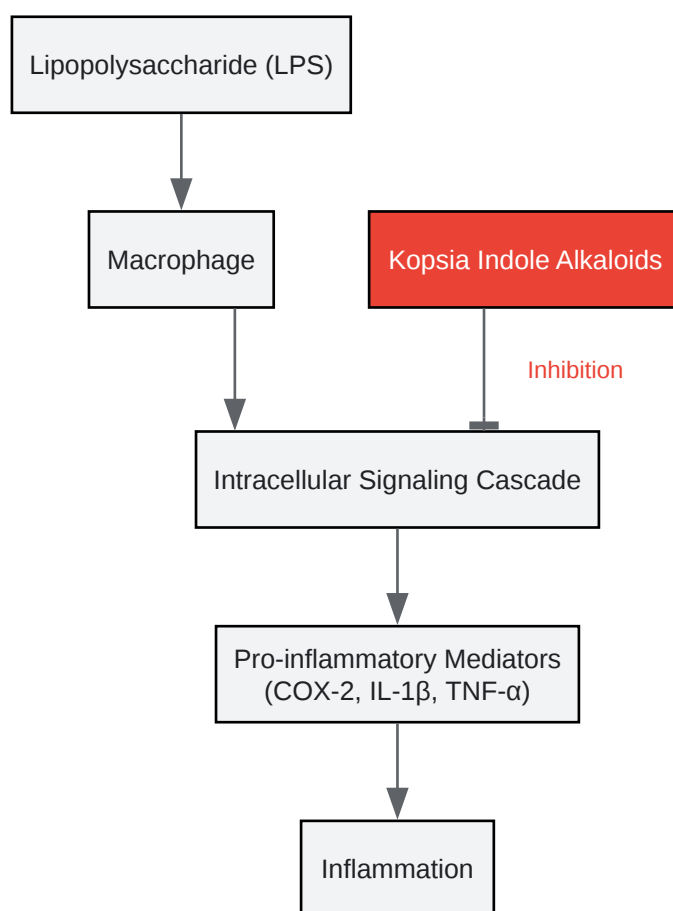 Lipopolysaccharide (LPS)
Macrophage
Kopsia Indole Alkaloids
Inhibition
Intracellular Signaling Cascade
Pro-inflammatory Mediators
(COX-2, IL-1β, TNF-α)
Inflammation